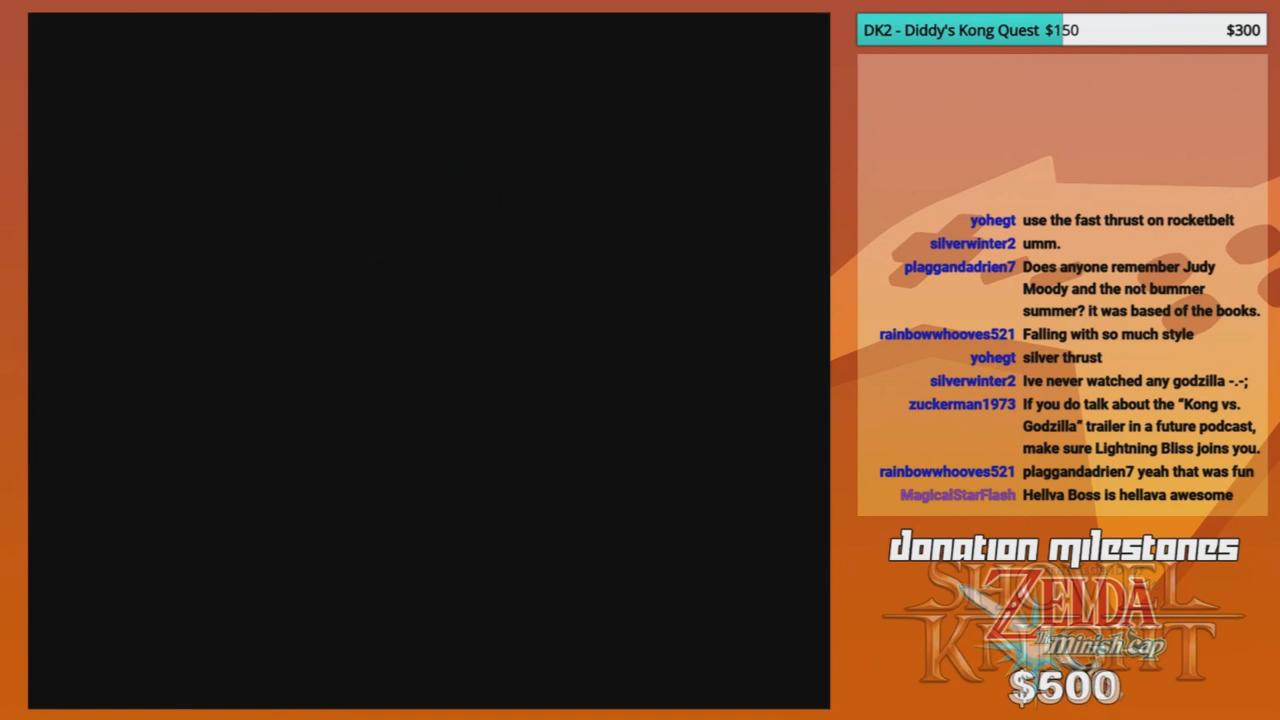 DK2 - Diddy's Kong Quest $150 $300
yohegt use the fast thrust on rocketbelt
silverwinter2 umm.
plaggandadrien7 Does anyone remember Judy
Moody and the not bummer
summer? it was based of the books.
rainbowwhooves521 Falling with so much style
yohegt silver thrust
silverwinter2 Ive never watched any godzilla -.-;
zuckerman1973 If you do talk about the “Kong vs.
Godzilla” trailer in a future podcast,
make sure Lightning Bliss joins you.
rainbowwhooves521 plaggandadrien7 yeah that was fun
MagicalStarFlash Hellva Boss is hellava awesome
donation milestones
SHOVEL
ZELDA
KNIGHT
The Minish Cap
$500